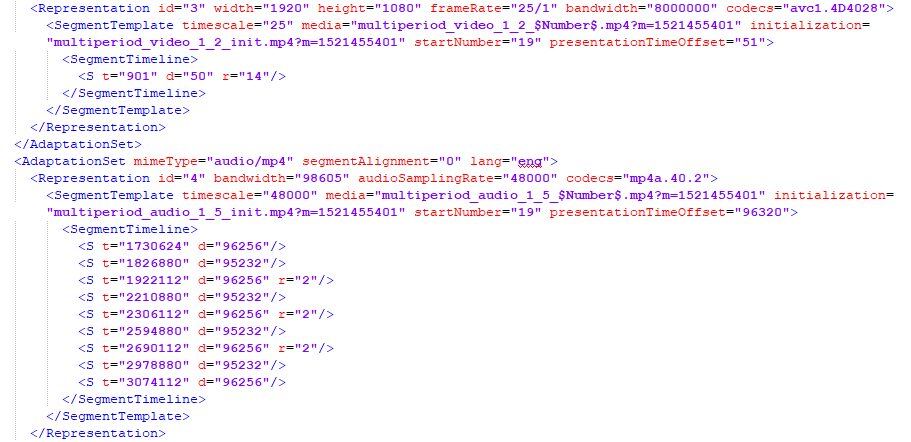 <Representation id="3" width="1920" height="1080" frameRate="25/1" bandwidth="8000000" codecs="avc1.4D4028">
<SegmentTemplate timescale="25" media="multiperiod_video_1_2_$Number$.mp4?m=1521455401" initialization=
"multiperiod_video_1_2_init.mp4?m=1521455401" startNumber="19" presentationTimeOffset="51">
<SegmentTimeline>
<S t="901" d="50" r="14"/>
</SegmentTimeline>
</SegmentTemplate>
</Representation>
</AdaptationSet>
<AdaptationSet mimeType="audio/mp4" segmentAlignment="0" lang="eng">
<Representation id="4" bandwidth="98605" audioSamplingRate="48000" codecs="mp4a.40.2">
<SegmentTemplate timescale="48000" media="multiperiod_audio_1_5_$Number$.mp4?m=1521455401" initialization=
"multiperiod_audio_1_5_init.mp4?m=1521455401" startNumber="19" presentationTimeOffset="96320">
<SegmentTimeline>
<S t="1730624" d="96256"/>
<S t="1826880" d="95232"/>
<S t="1922112" d="96256" r="2"/>
<S t="2210880" d="95232"/>
<S t="2306112" d="96256" r="2"/>
<S t="2594880" d="95232"/>
<S t="2690112" d="96256" r="2"/>
<S t="2978880" d="95232"/>
<S t="3074112" d="96256"/>
</SegmentTimeline>
</SegmentTemplate>
</Representation>